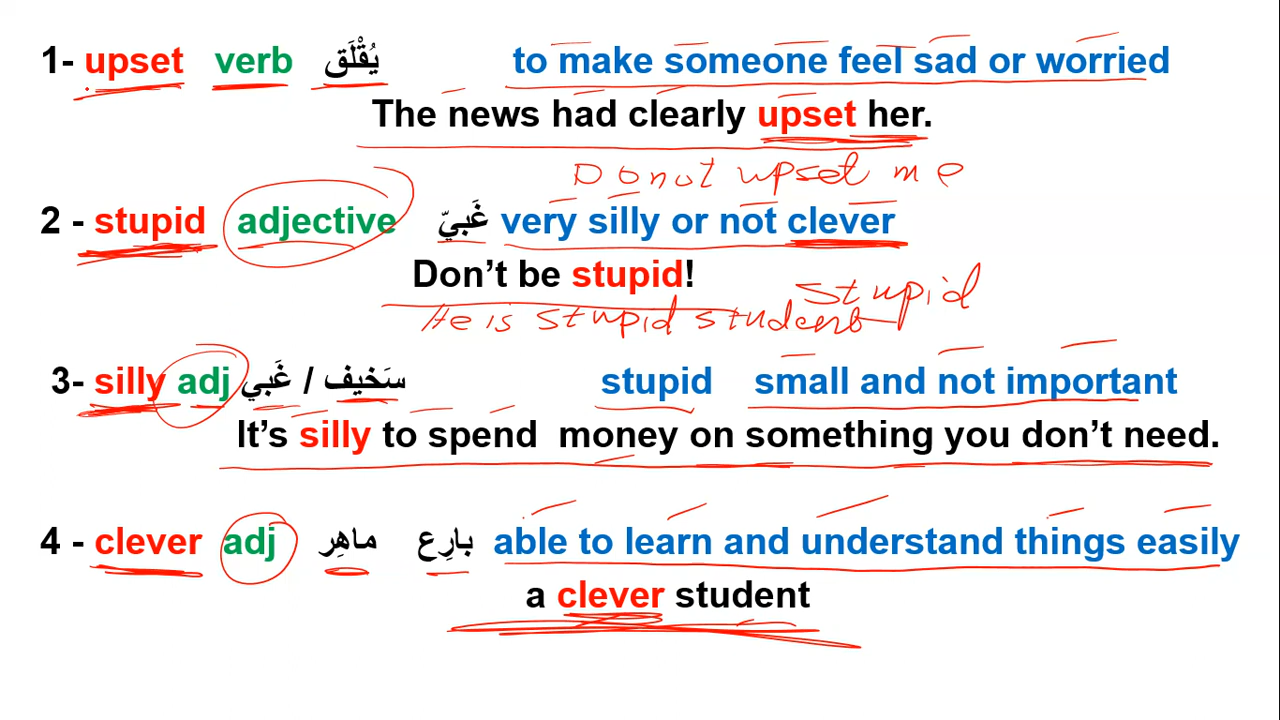 1- upset verb يُقْلَق to make someone feel sad or worried
The news had clearly upset her.
Do not upset me
2 - stupid adjective غَبيّ very silly or not clever
Don't be stupid!
stupid
He is stupid student
3- silly adj سَخيف / غَبي stupid small and not important
It's silly to spend money on something you don't need.
4 - clever adj ماهِر بارِع able to learn and understand things easily
a clever student